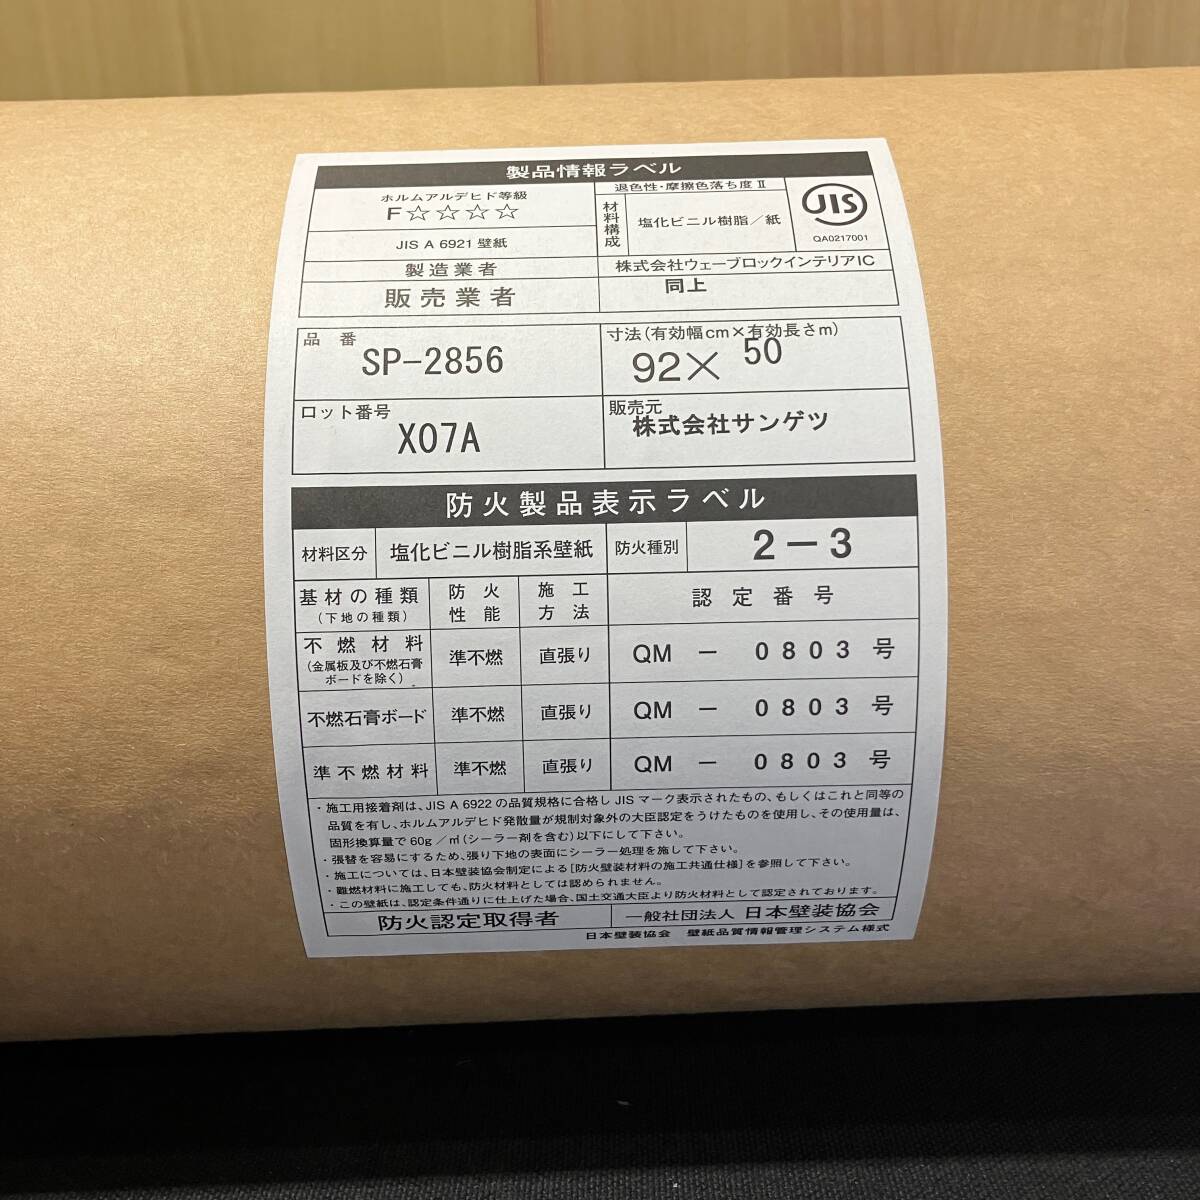 製品情報ラベル
ホルムアルデヒド等級
F☆☆☆☆
JIS A 6921 壁紙
退色性・摩擦色落ち度 Ⅱ
材料構成
塩化ビニル樹脂／紙
JIS
QA0217001
製造業者
株式会社ウェーブロックインテリアIC
販売業者
同上
品番
SP-2856
寸法(有効幅cm×有効長さm)
92× 50
ロット番号
X07A
販売元
株式会社サンゲツ
防火製品表示ラベル
材料区分
塩化ビニル樹脂系壁紙
防火種別
2-3
基材の種類
(下地の種類)
防火
性能
施工
方法
認定番号
不燃材料
(金属板及び不燃石膏
ボードを除く)
準不燃
直張り
QM － 0803 号
不燃石膏ボード
準不燃
直張り
QM － 0803 号
準不燃材料
準不燃
直張り
QM － 0803 号
・施工用接着剤は、JIS A 6922 の品質規格に合格し JIS マーク表示されたもの、もしくはこれと同等の
品質を有し、ホルムアルデヒド発散量が規制対象外の大臣認定をうけたものを使用し、その使用量は、
固形換算量で60g／㎡(シーラー剤を含む)以下にして下さい。
・張替を容易にするため、張り下地の表面にシーラー処理を施して下さい。
・施工については、日本壁装協会制定による[防火壁装材料の施工共通仕様]を参照して下さい。
・難燃材料に施工しても、防火材料としては認められません。
・この壁紙は、認定条件通りに仕上げた場合、国土交通大臣より防火材料として認定されております。
防火認定取得者
一般社団法人 日本壁装協会
日本壁装協会 壁紙品質情報管理システム様式